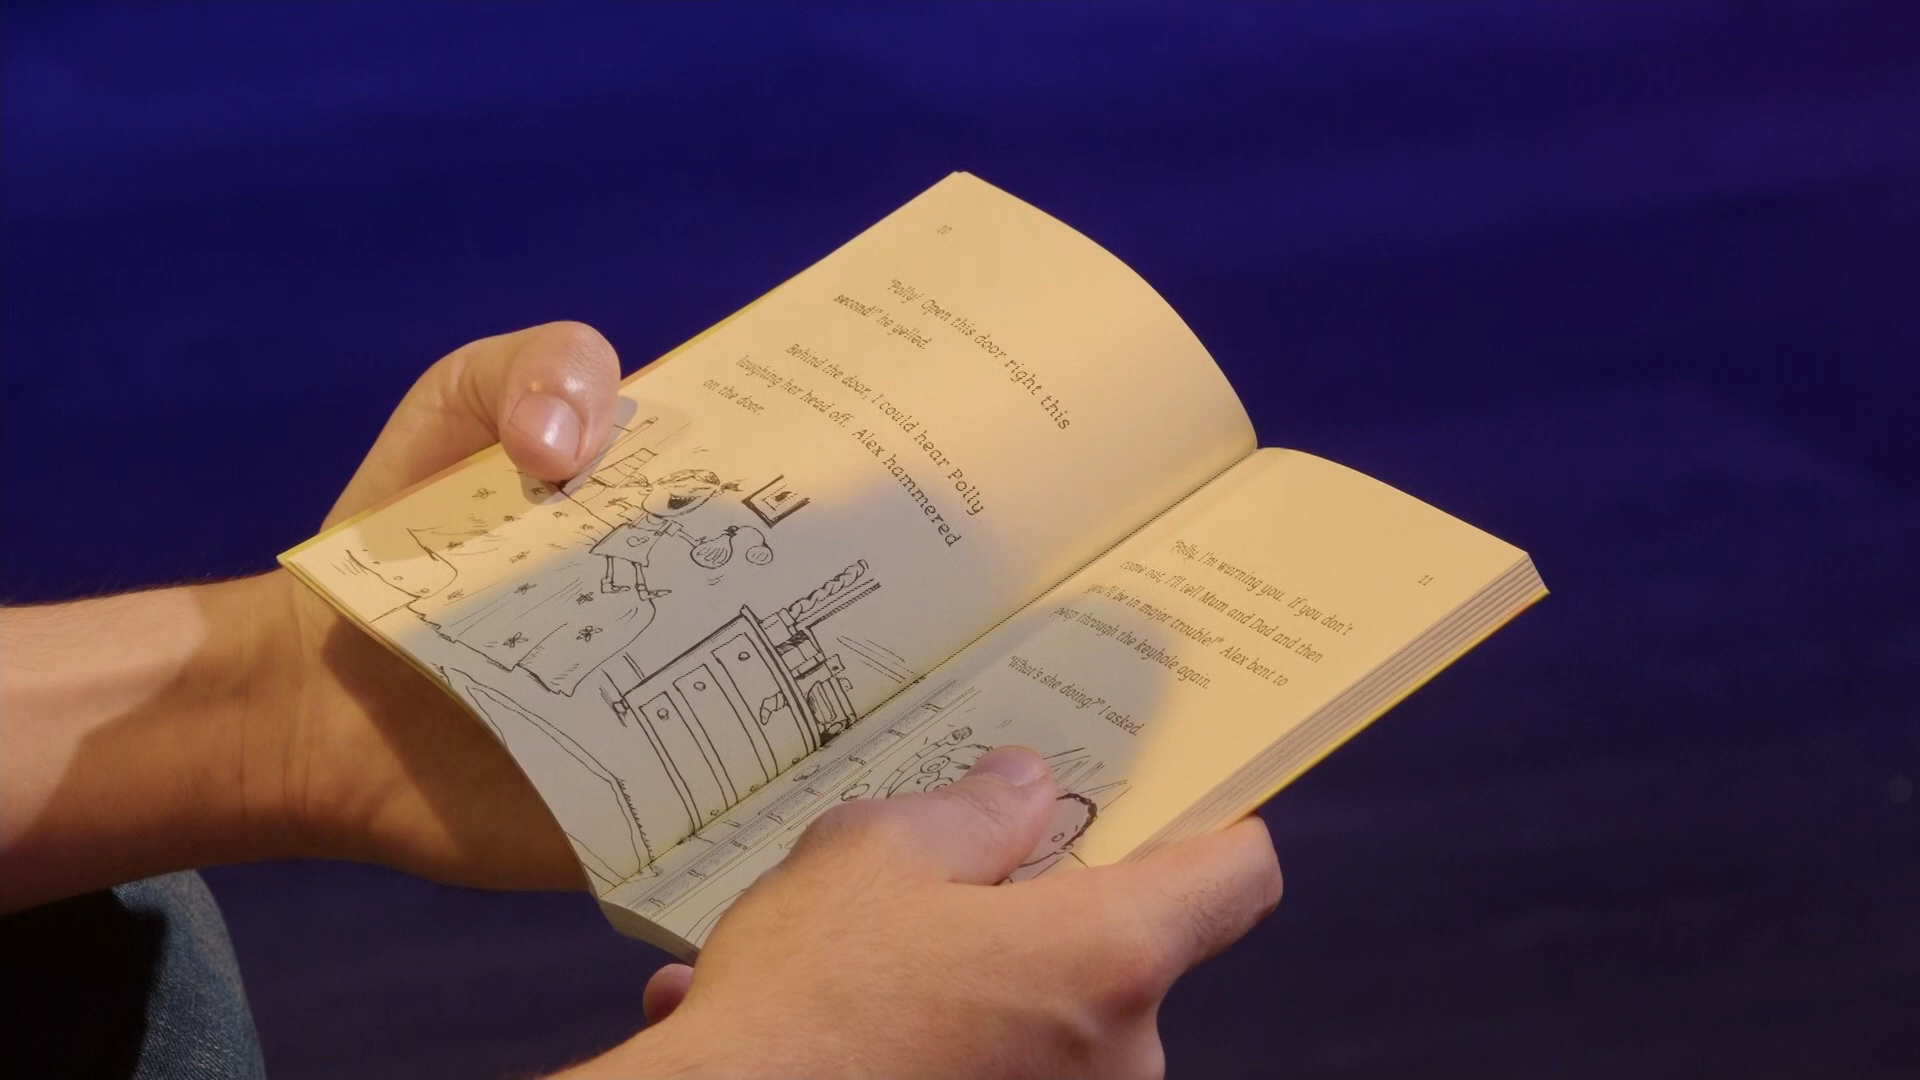 10
"Polly! Open this door right this
second!" he yelled.
Behind the door, I could hear Polly
laughing her head off. Alex hammered
on the door.
11
"Polly, I'm warning you. If you don't
come out, I'll tell Mum and Dad and then
you'll be in major trouble!" Alex bent to
peep through the keyhole again.
"What's she doing?" I asked.